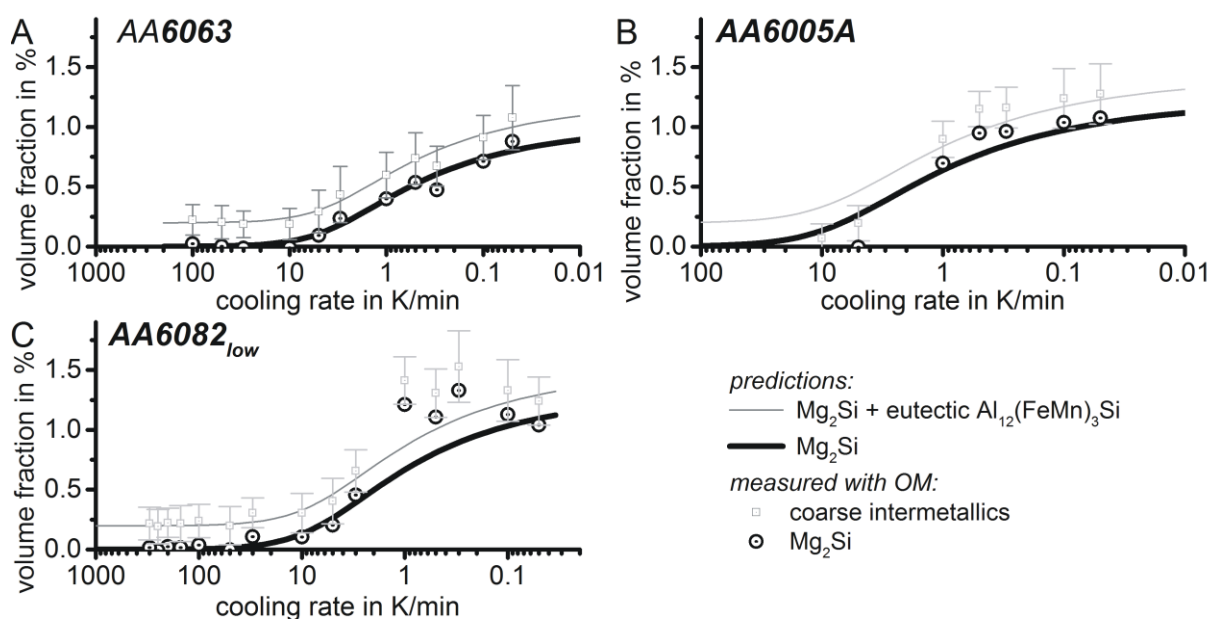 A AA6063
volume fraction in %
1.5
1.0
0.5
0.0
1000 100 10 1 0.1 0.01
cooling rate in K/min
B AA6005A
volume fraction in %
1.5
1.0
0.5
0.0
100 10 1 0.1 0.01
cooling rate in K/min
C AA6082low
volume fraction in %
1.5
1.0
0.5
0.0
1000 100 10 1 0.1
cooling rate in K/min
predictions:
Mg2Si + eutectic Al12(FeMn)3Si
Mg2Si
measured with OM:
coarse intermetallics
Mg2Si